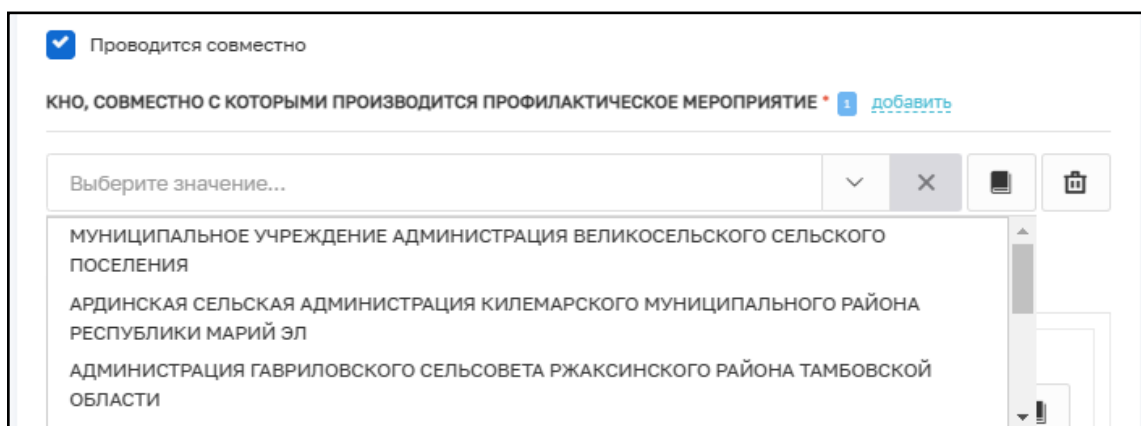 Проводится совместно
КНО, СОВМЕСТНО С КОТОРЫМИ ПРОИЗВОДИТСЯ ПРОФИЛАКТИЧЕСКОЕ МЕРОПРИЯТИЕ * 1 добавить
Выберите значение...
МУНИЦИПАЛЬНОЕ УЧРЕЖДЕНИЕ АДМИНИСТРАЦИЯ ВЕЛИКОСЕЛЬСКОГО СЕЛЬСКОГО
ПОСЕЛЕНИЯ
АРДИНСКАЯ СЕЛЬСКАЯ АДМИНИСТРАЦИЯ КИЛЕМАРСКОГО МУНИЦИПАЛЬНОГО РАЙОНА
РЕСПУБЛИКИ МАРИЙ ЭЛ
АДМИНИСТРАЦИЯ ГАВРИЛОВСКОГО СЕЛЬСОВЕТА РЖАКСИНСКОГО РАЙОНА ТАМБОВСКОЙ
ОБЛАСТИ